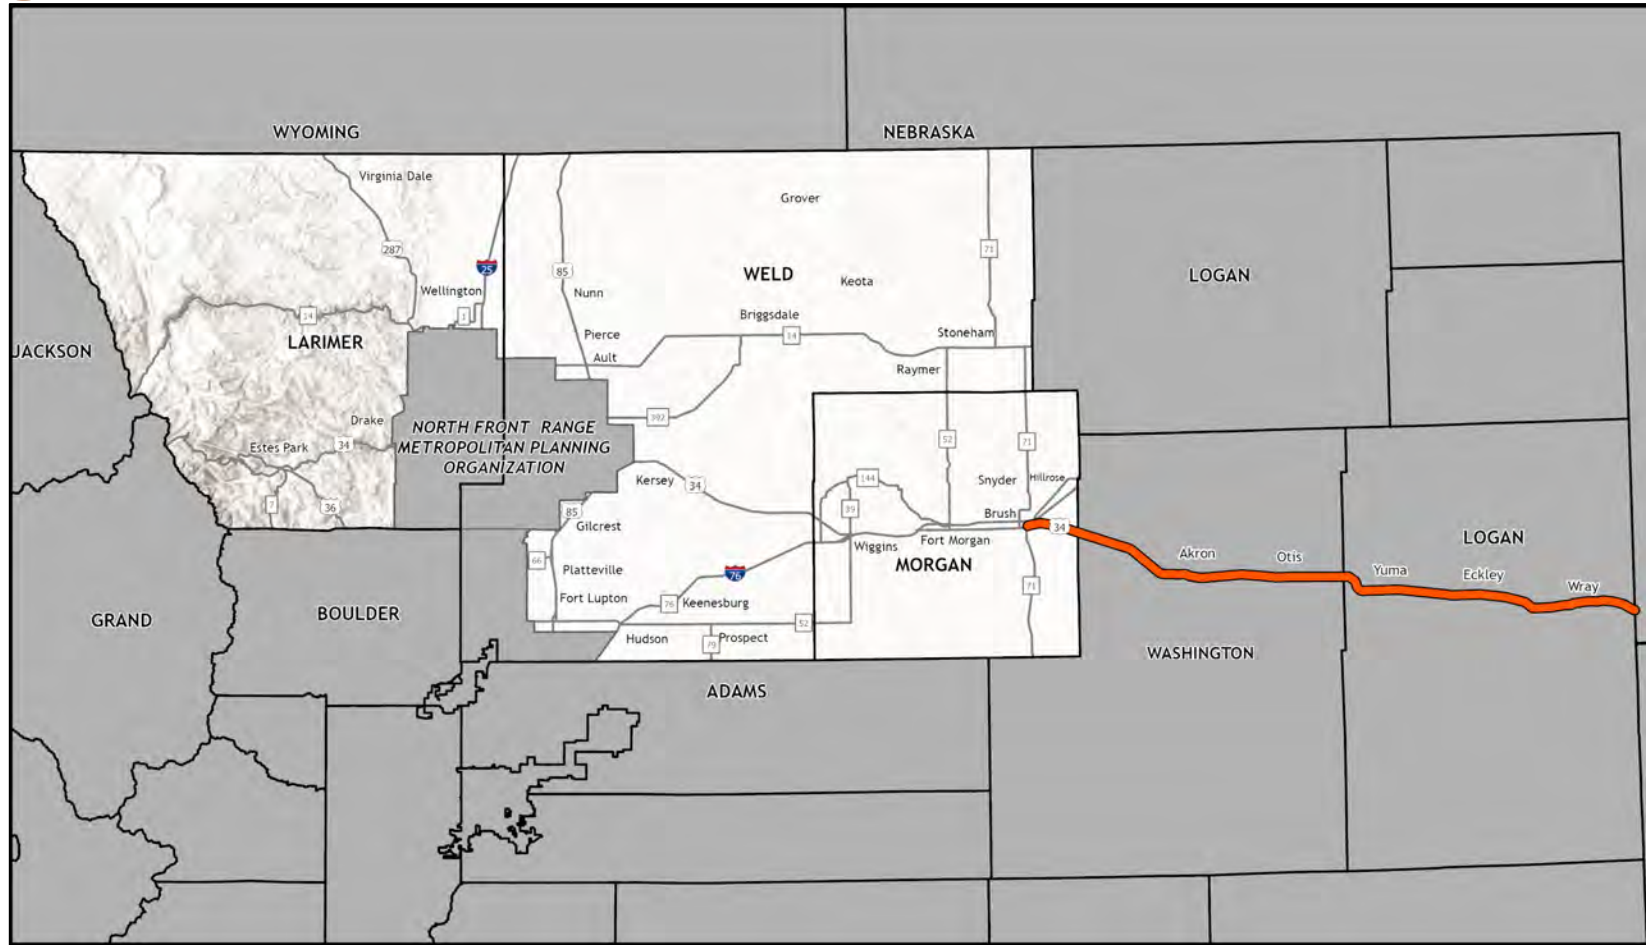 WYOMING
NEBRASKA
Virginia Dale
Grover
287
25
85
71
WELD
LOGAN
Keota
Wellington
Nunn
14
1
Briggsdale
LARIMER
Pierce
14
Stoneham
JACKSON
Ault
Raymer
392
Drake
NORTH FRONT RANGE
METROPOLITAN PLANNING
ORGANIZATION
Estes Park
34
52
71
Kersey
34
144
Snyder
Hillrose
7
36
85
39
Brush
Gilcrest
34
Wiggins
Fort Morgan
LOGAN
66
MORGAN
Akron
Otis
Platteville
76
Yuma
Eckley
Wray
71
Fort Lupton
76
Keenesburg
GRAND
BOULDER
52
Hudson
79
Prospect
WASHINGTON
ADAMS